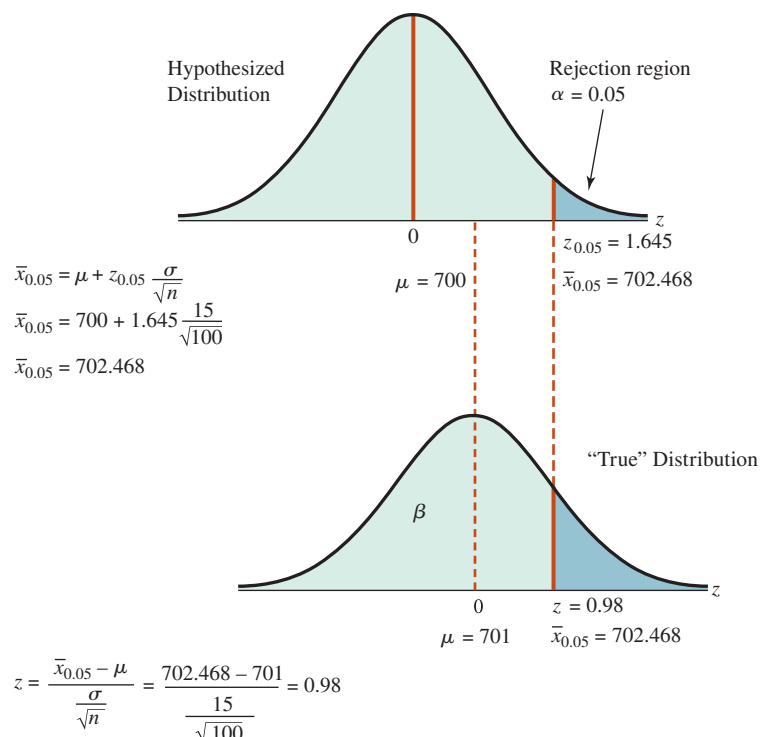 Hypothesized
Distribution
Rejection region
α = 0.05
z
0
z0.05 = 1.645
μ = 700
x̅0.05 = 702.468
x̅0.05 = μ + z0.05 σ/√n
x̅0.05 = 700 + 1.645 15/√100
x̅0.05 = 702.468
“True” Distribution
β
z
0
z = 0.98
μ = 701
x̅0.05 = 702.468
z = (x̅0.05 − μ)/(σ/√n) = (702.468 − 701)/(15/√100) = 0.98